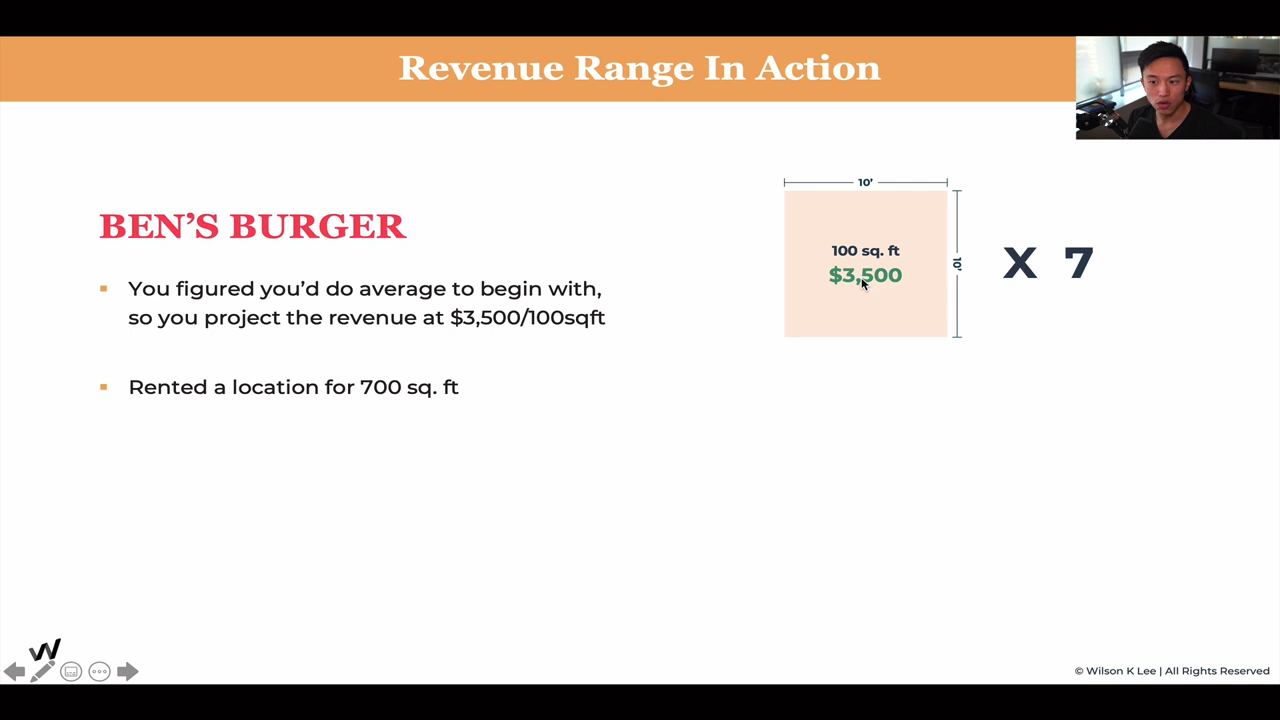 Revenue Range In Action
BEN’S BURGER
You figured you’d do average to begin with,
so you project the revenue at $3,500/100sqft
Rented a location for 700 sq. ft
10’
100 sq. ft
$3,500
10’
X 7
W
© Wilson K Lee | All Rights Reserved